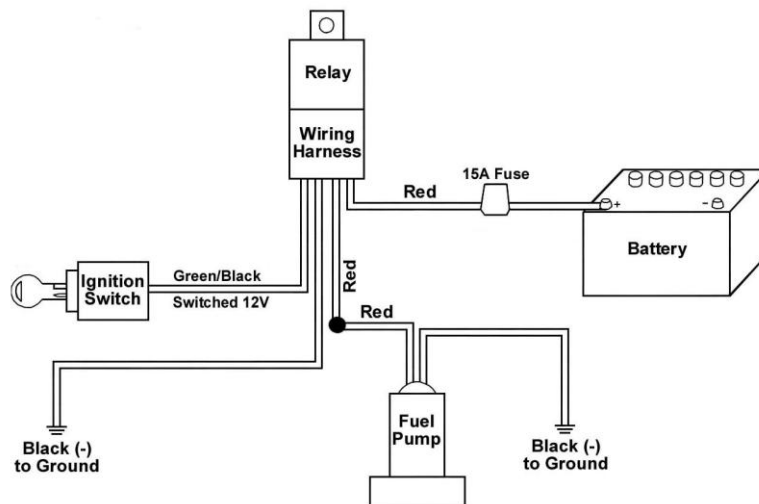 Relay
Wiring
Harness
15A Fuse
Red
+
-
Battery
Ignition
Switch
Green/Black
Switched 12V
Red
Red
Fuel
Pump
Black (-)
to Ground
Black (-)
to Ground